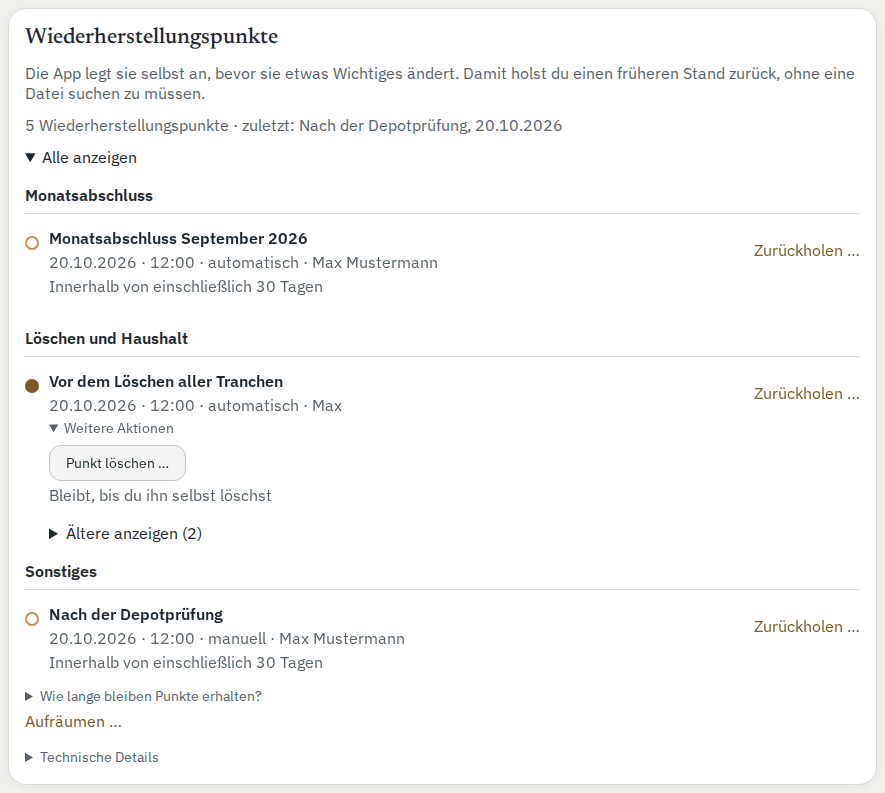 Wiederherstellungspunkte
Die App legt sie selbst an, bevor sie etwas Wichtiges ändert. Damit holst du einen früheren Stand zurück, ohne eine
Datei suchen zu müssen.
5 Wiederherstellungspunkte · zuletzt: Nach der Depotprüfung, 20.10.2026
Alle anzeigen
Monatsabschluss
Monatsabschluss September 2026
20.10.2026 · 12:00 · automatisch · Max Mustermann
Zurückholen …
Innerhalb von einschließlich 30 Tagen
Löschen und Haushalt
Vor dem Löschen aller Tranchen
20.10.2026 · 12:00 · automatisch · Max
Zurückholen …
Weitere Aktionen
Punkt löschen …
Bleibt, bis du ihn selbst löschst
Ältere anzeigen (2)
Sonstiges
Nach der Depotprüfung
20.10.2026 · 12:00 · manuell · Max Mustermann
Zurückholen …
Innerhalb von einschließlich 30 Tagen
Wie lange bleiben Punkte erhalten?
Aufräumen …
Technische Details